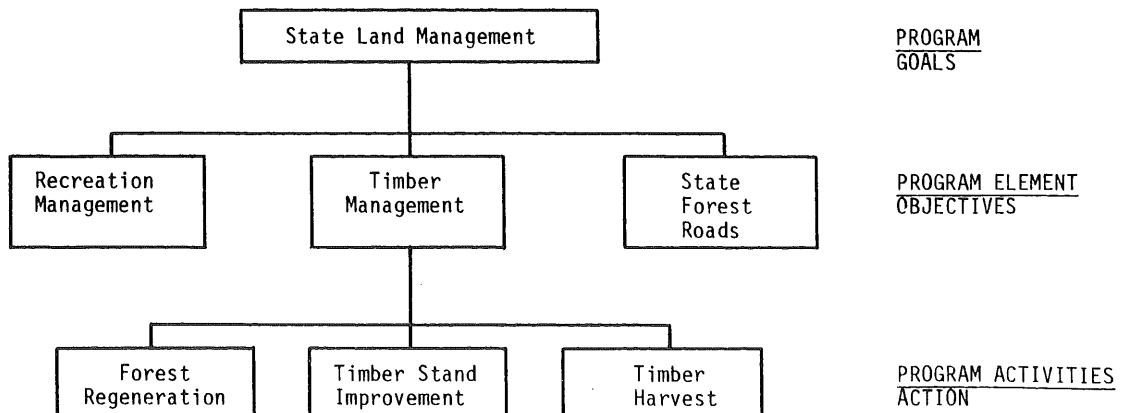 State Land Management
PROGRAM
GOALS
Recreation
Management
Timber
Management
State
Forest
Roads
PROGRAM ELEMENT
OBJECTIVES
Forest
Regeneration
Timber Stand
Improvement
Timber
Harvest
PROGRAM ACTIVITIES
ACTION